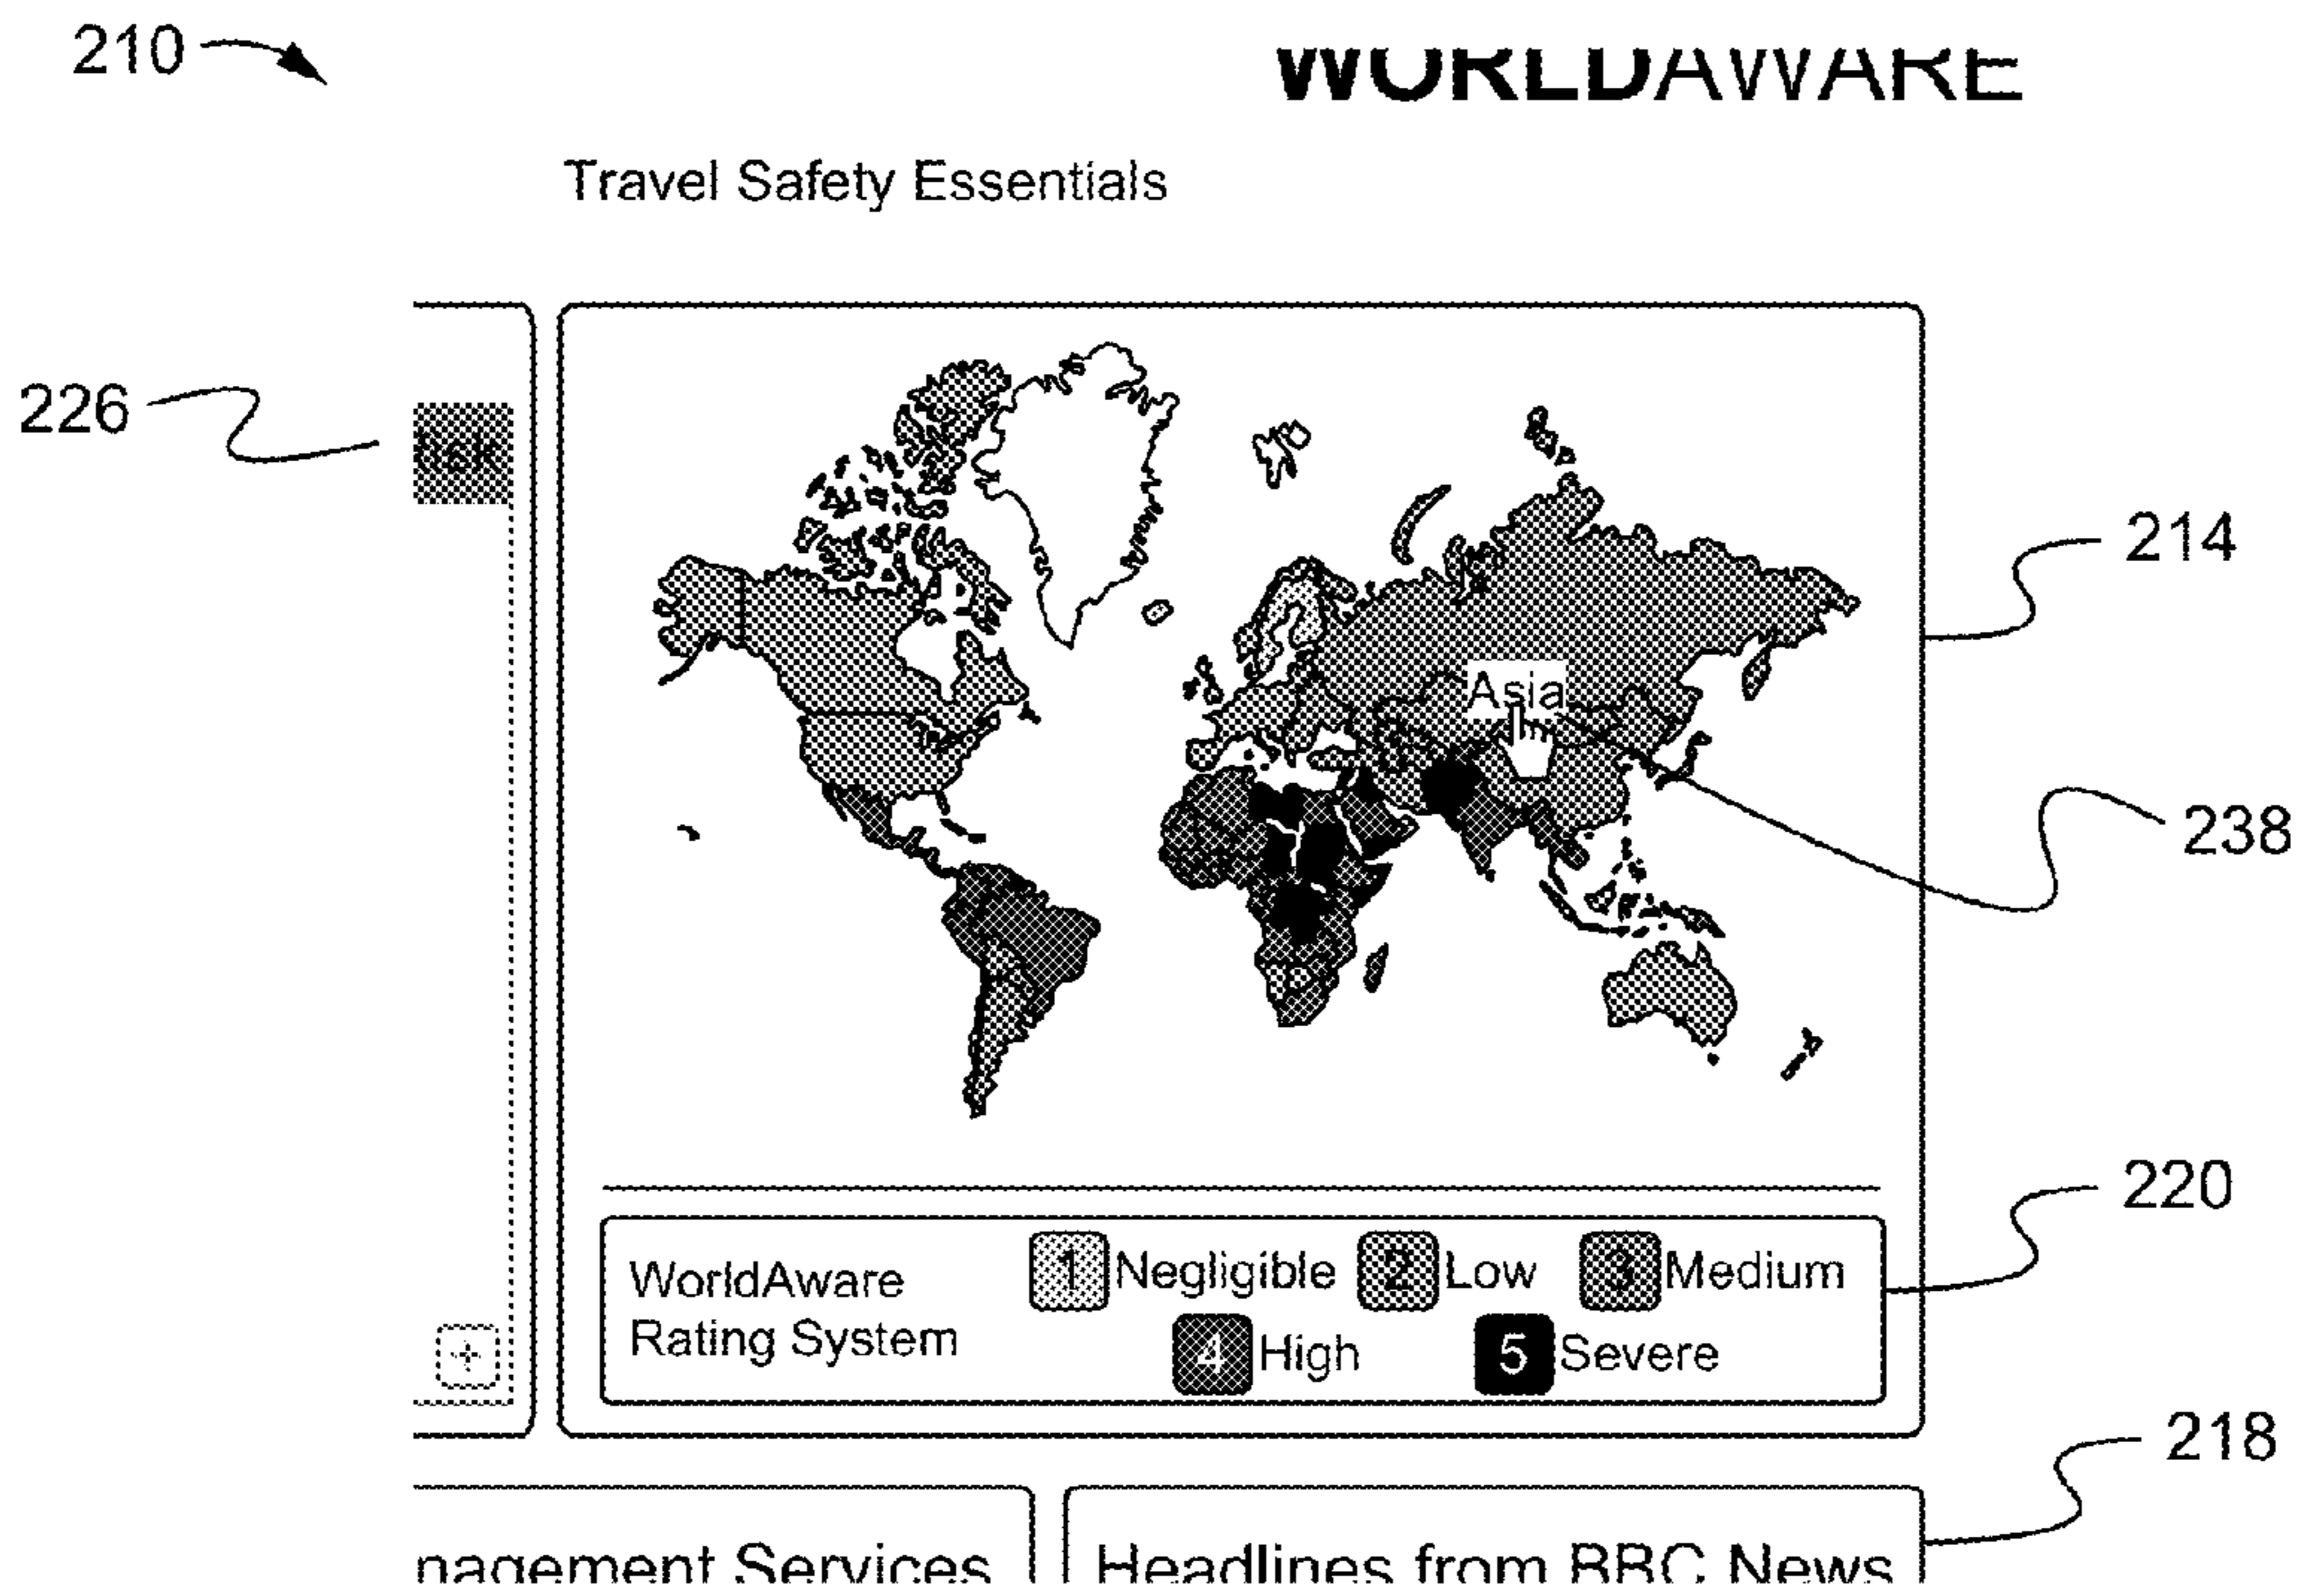 210
WORLDAWARE
Travel Safety Essentials
226
214
Asia
238
220
WorldAware
Rating System
1 Negligible 2 Low 3 Medium
4 High 5 Severe
218
nagement Services
Headlines from BBC News